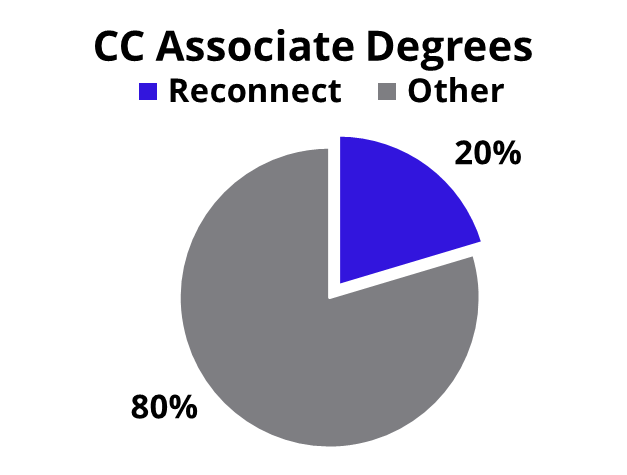 CC Associate Degrees
Reconnect Other
20%
80%